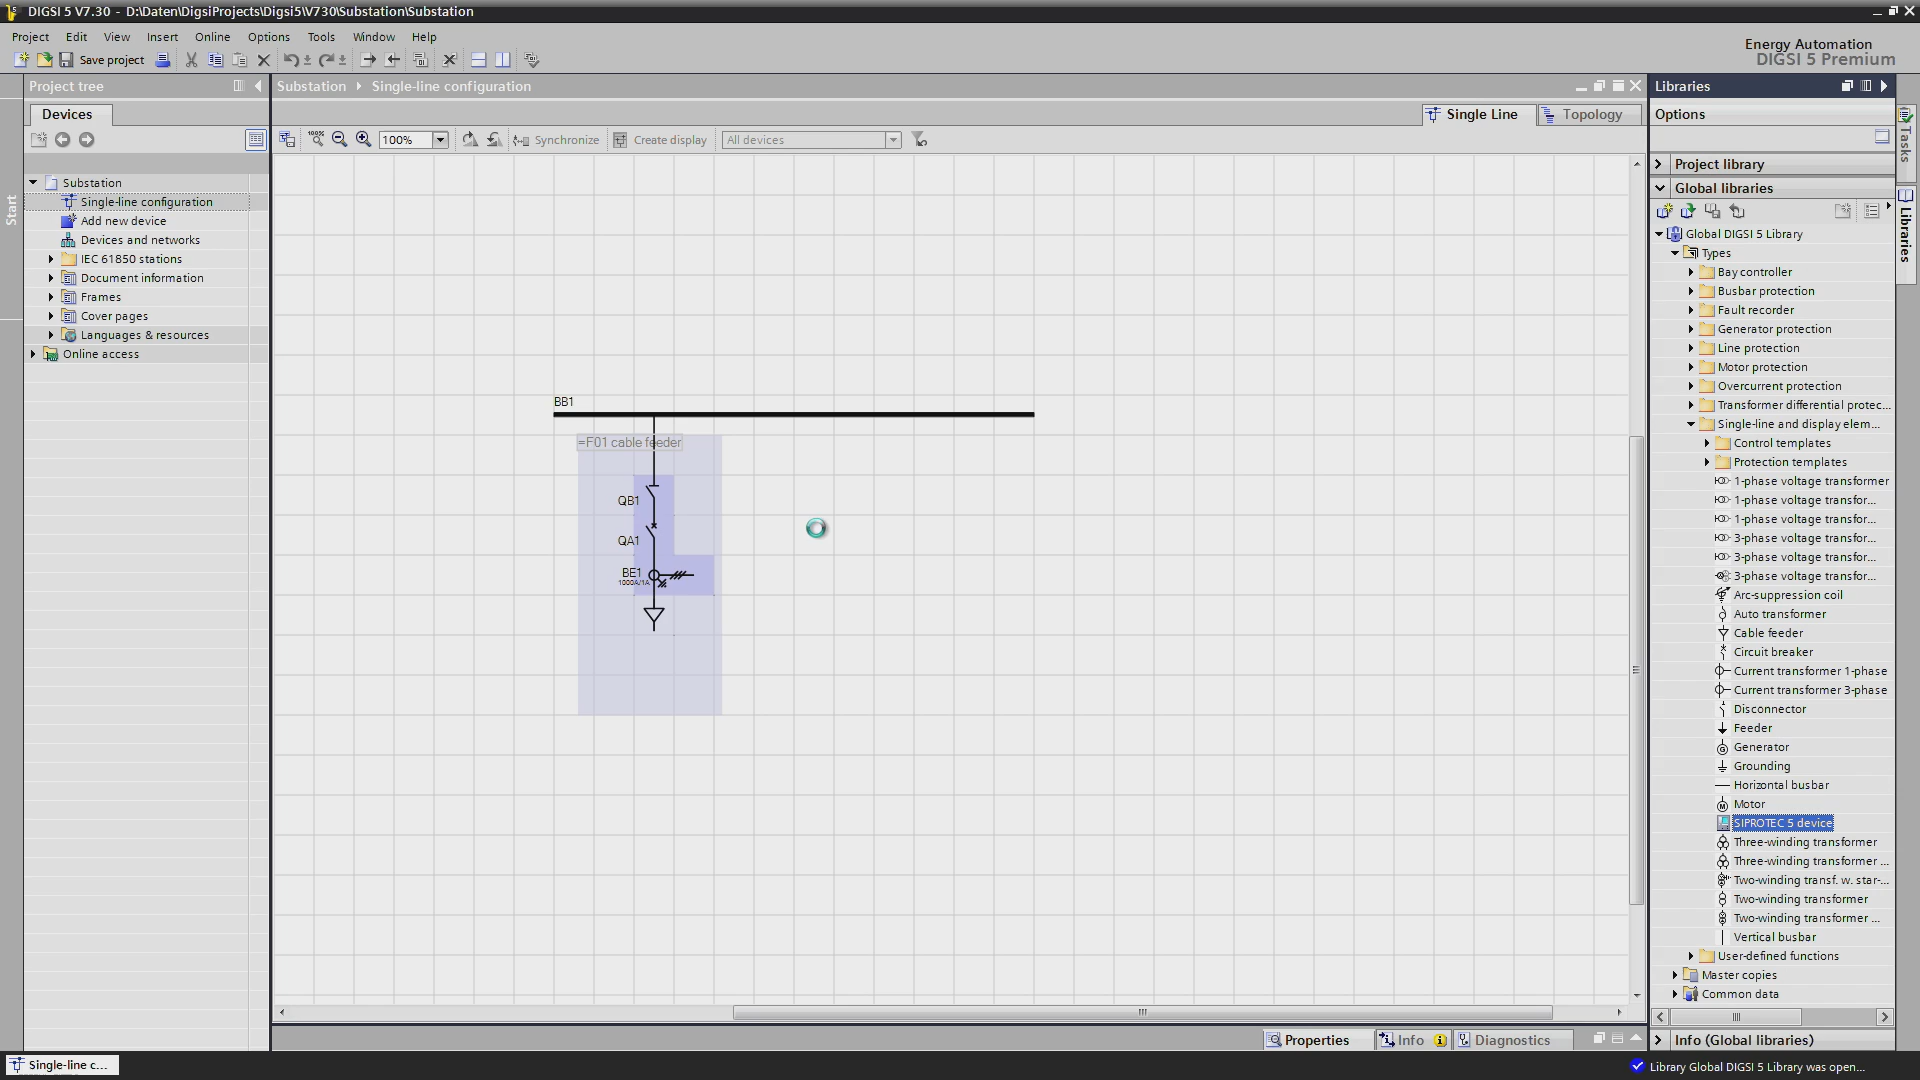 DIGSI 5 V7.30 - D:\Daten\DigsiProjects\Digsi5\V730\Substation\Substation
Project Edit View Insert Online Options Tools Window Help
Energy Automation
DIGSI 5 Premium
Save project
Project tree
Substation Single-line configuration
Libraries
Devices
Single Line
Topology
Options
100%
Synchronize
Create display
All devices
Start
Substation
Single-line configuration
Add new device
Devices and networks
IEC 61850 stations
Document information
Frames
Cover pages
Languages & resources
Online access
BB1
=F01 cable feeder
QB1
QA1
BE1
1000A/1A
Project library
Global libraries
Global DIGSI 5 Library
Types
Bay controller
Busbar protection
Fault recorder
Generator protection
Line protection
Motor protection
Overcurrent protection
Transformer differential protec...
Single-line and display elem...
Control templates
Protection templates
1-phase voltage transformer
1-phase voltage transfor...
1-phase voltage transfor...
3-phase voltage transfor...
3-phase voltage transfor...
3-phase voltage transfor...
Arc-suppression coil
Auto transformer
Cable feeder
Circuit breaker
Current transformer 1-phase
Current transformer 3-phase
Disconnector
Feeder
Generator
Grounding
Horizontal busbar
Motor
SIPROTEC 5 device
Three-winding transformer
Three-winding transformer ...
Two-winding transf. w. star-...
Two-winding transformer
Two-winding transformer ...
Vertical busbar
User-defined functions
Master copies
Common data
Info (Global libraries)
Tasks
Libraries
Properties
Info
Diagnostics
Single-line c...
Library Global DIGSI 5 Library was open...